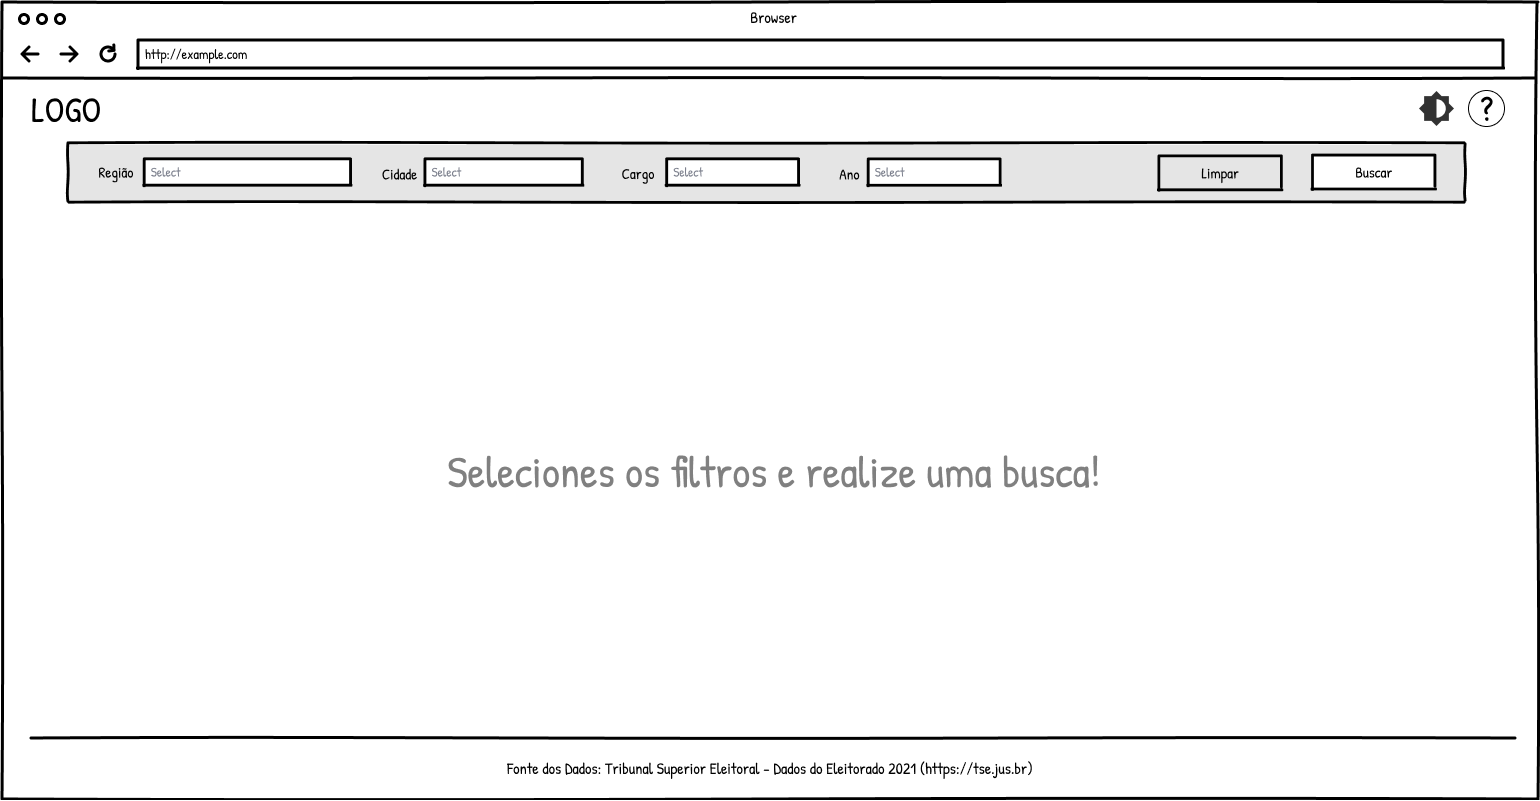 Browser
http://example.com
LOGO
?
Região Select Cidade Select Cargo Select Ano Select Limpar Buscar
Seleciones os filtros e realize uma busca!
Fonte dos Dados: Tribunal Superior Eleitoral - Dados do Eleitorado 2021 (https://tse.jus.br)